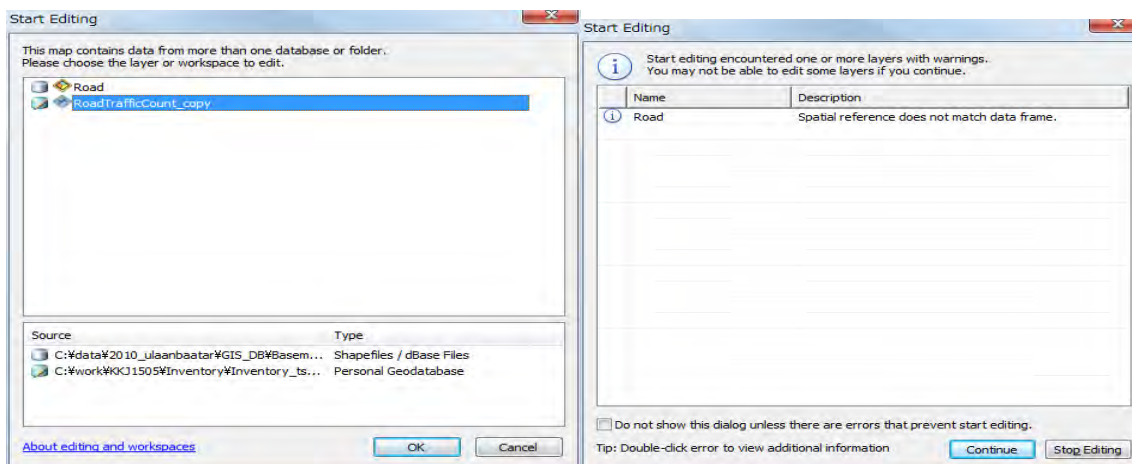 Start Editing
This map contains data from more than one database or folder.
Please choose the layer or workspace to edit.
Road
RoadTrafficCount_copy
Source Type
C:¥data¥2010_ulaanbaatar¥GIS_DB¥Basem... Shapefiles / dBase Files
C:¥work¥KKJ1505¥Inventory¥Inventory_ts... Personal Geodatabase
About editing and workspaces OK Cancel
Start Editing
Start editing encountered one or more layers with warnings.
You may not be able to edit some layers if you continue.
Name Description
Road Spatial reference does not match data frame.
Do not show this dialog unless there are errors that prevent start editing.
Tip: Double-click error to view additional information Continue Stop Editing